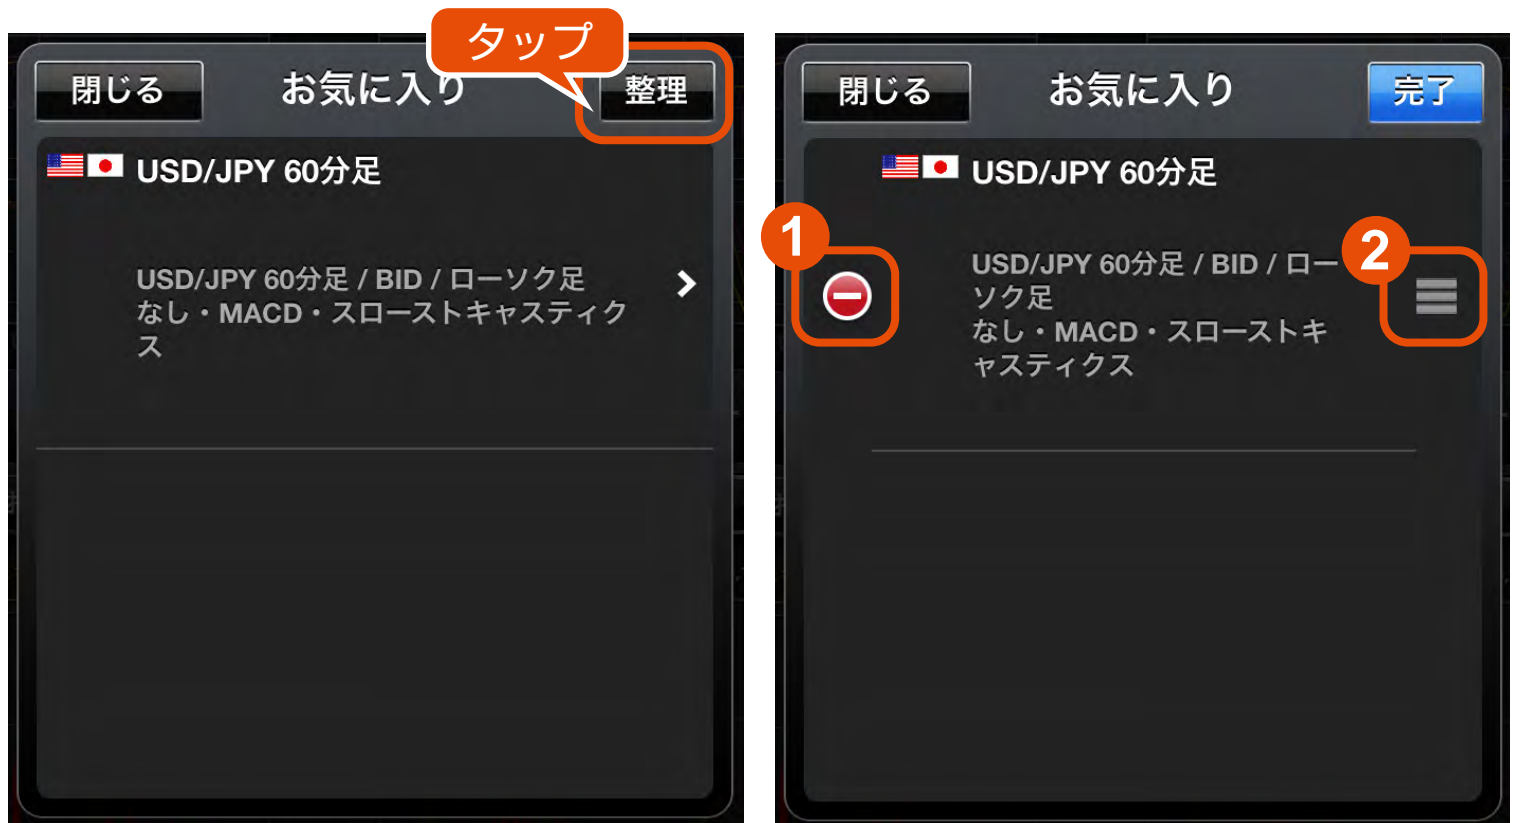 タップ
閉じる お気に入り 整理
USD/JPY 60分足
USD/JPY 60分足 / BID / ローソク足
なし・MACD・スローストキャスティク
ス
閉じる お気に入り 完了
USD/JPY 60分足
1
2
USD/JPY 60分足 / BID / ロー
ソク足
なし・MACD・スローストキ
ャスティクス